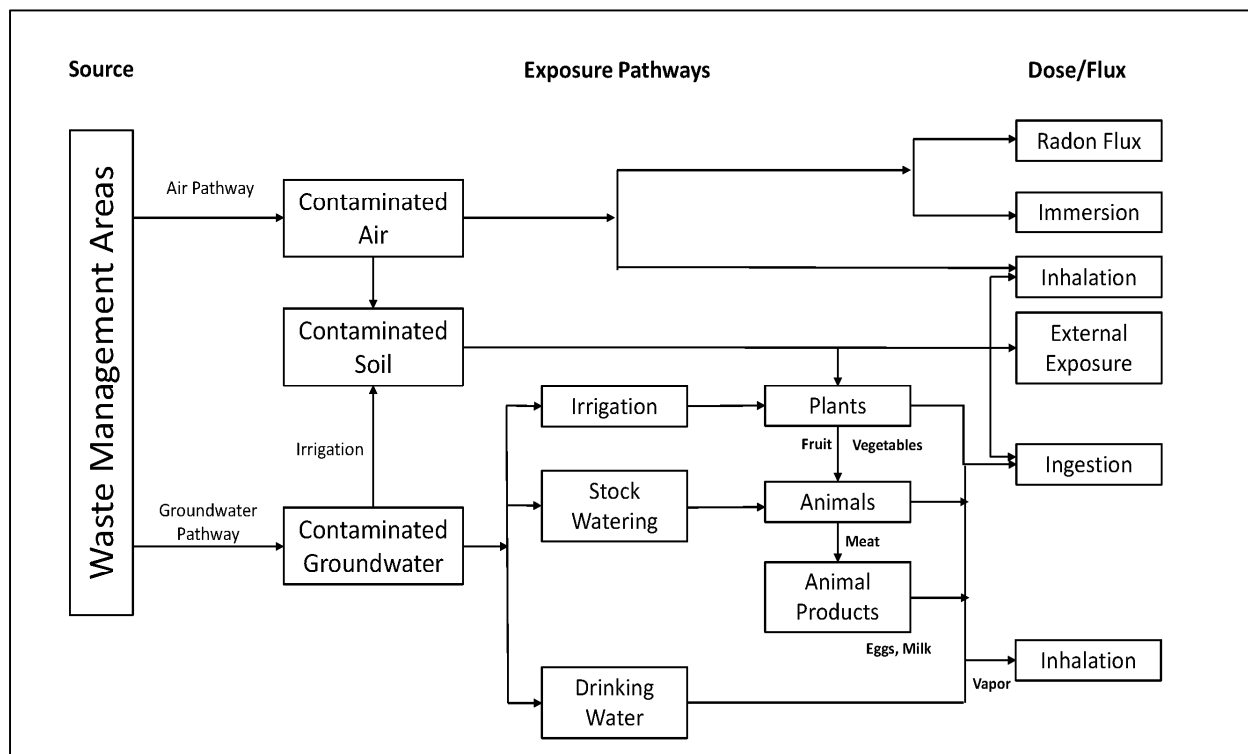 Source
Exposure Pathways
Dose/Flux
Waste Management Areas
Air Pathway
Contaminated
Air
Radon Flux
Immersion
Inhalation
Contaminated
Soil
External
Exposure
Irrigation
Irrigation
Plants
Fruit
Vegetables
Ingestion
Groundwater
Pathway
Contaminated
Groundwater
Stock
Watering
Animals
Meat
Animal
Products
Eggs, Milk
Drinking
Water
Inhalation
Vapor